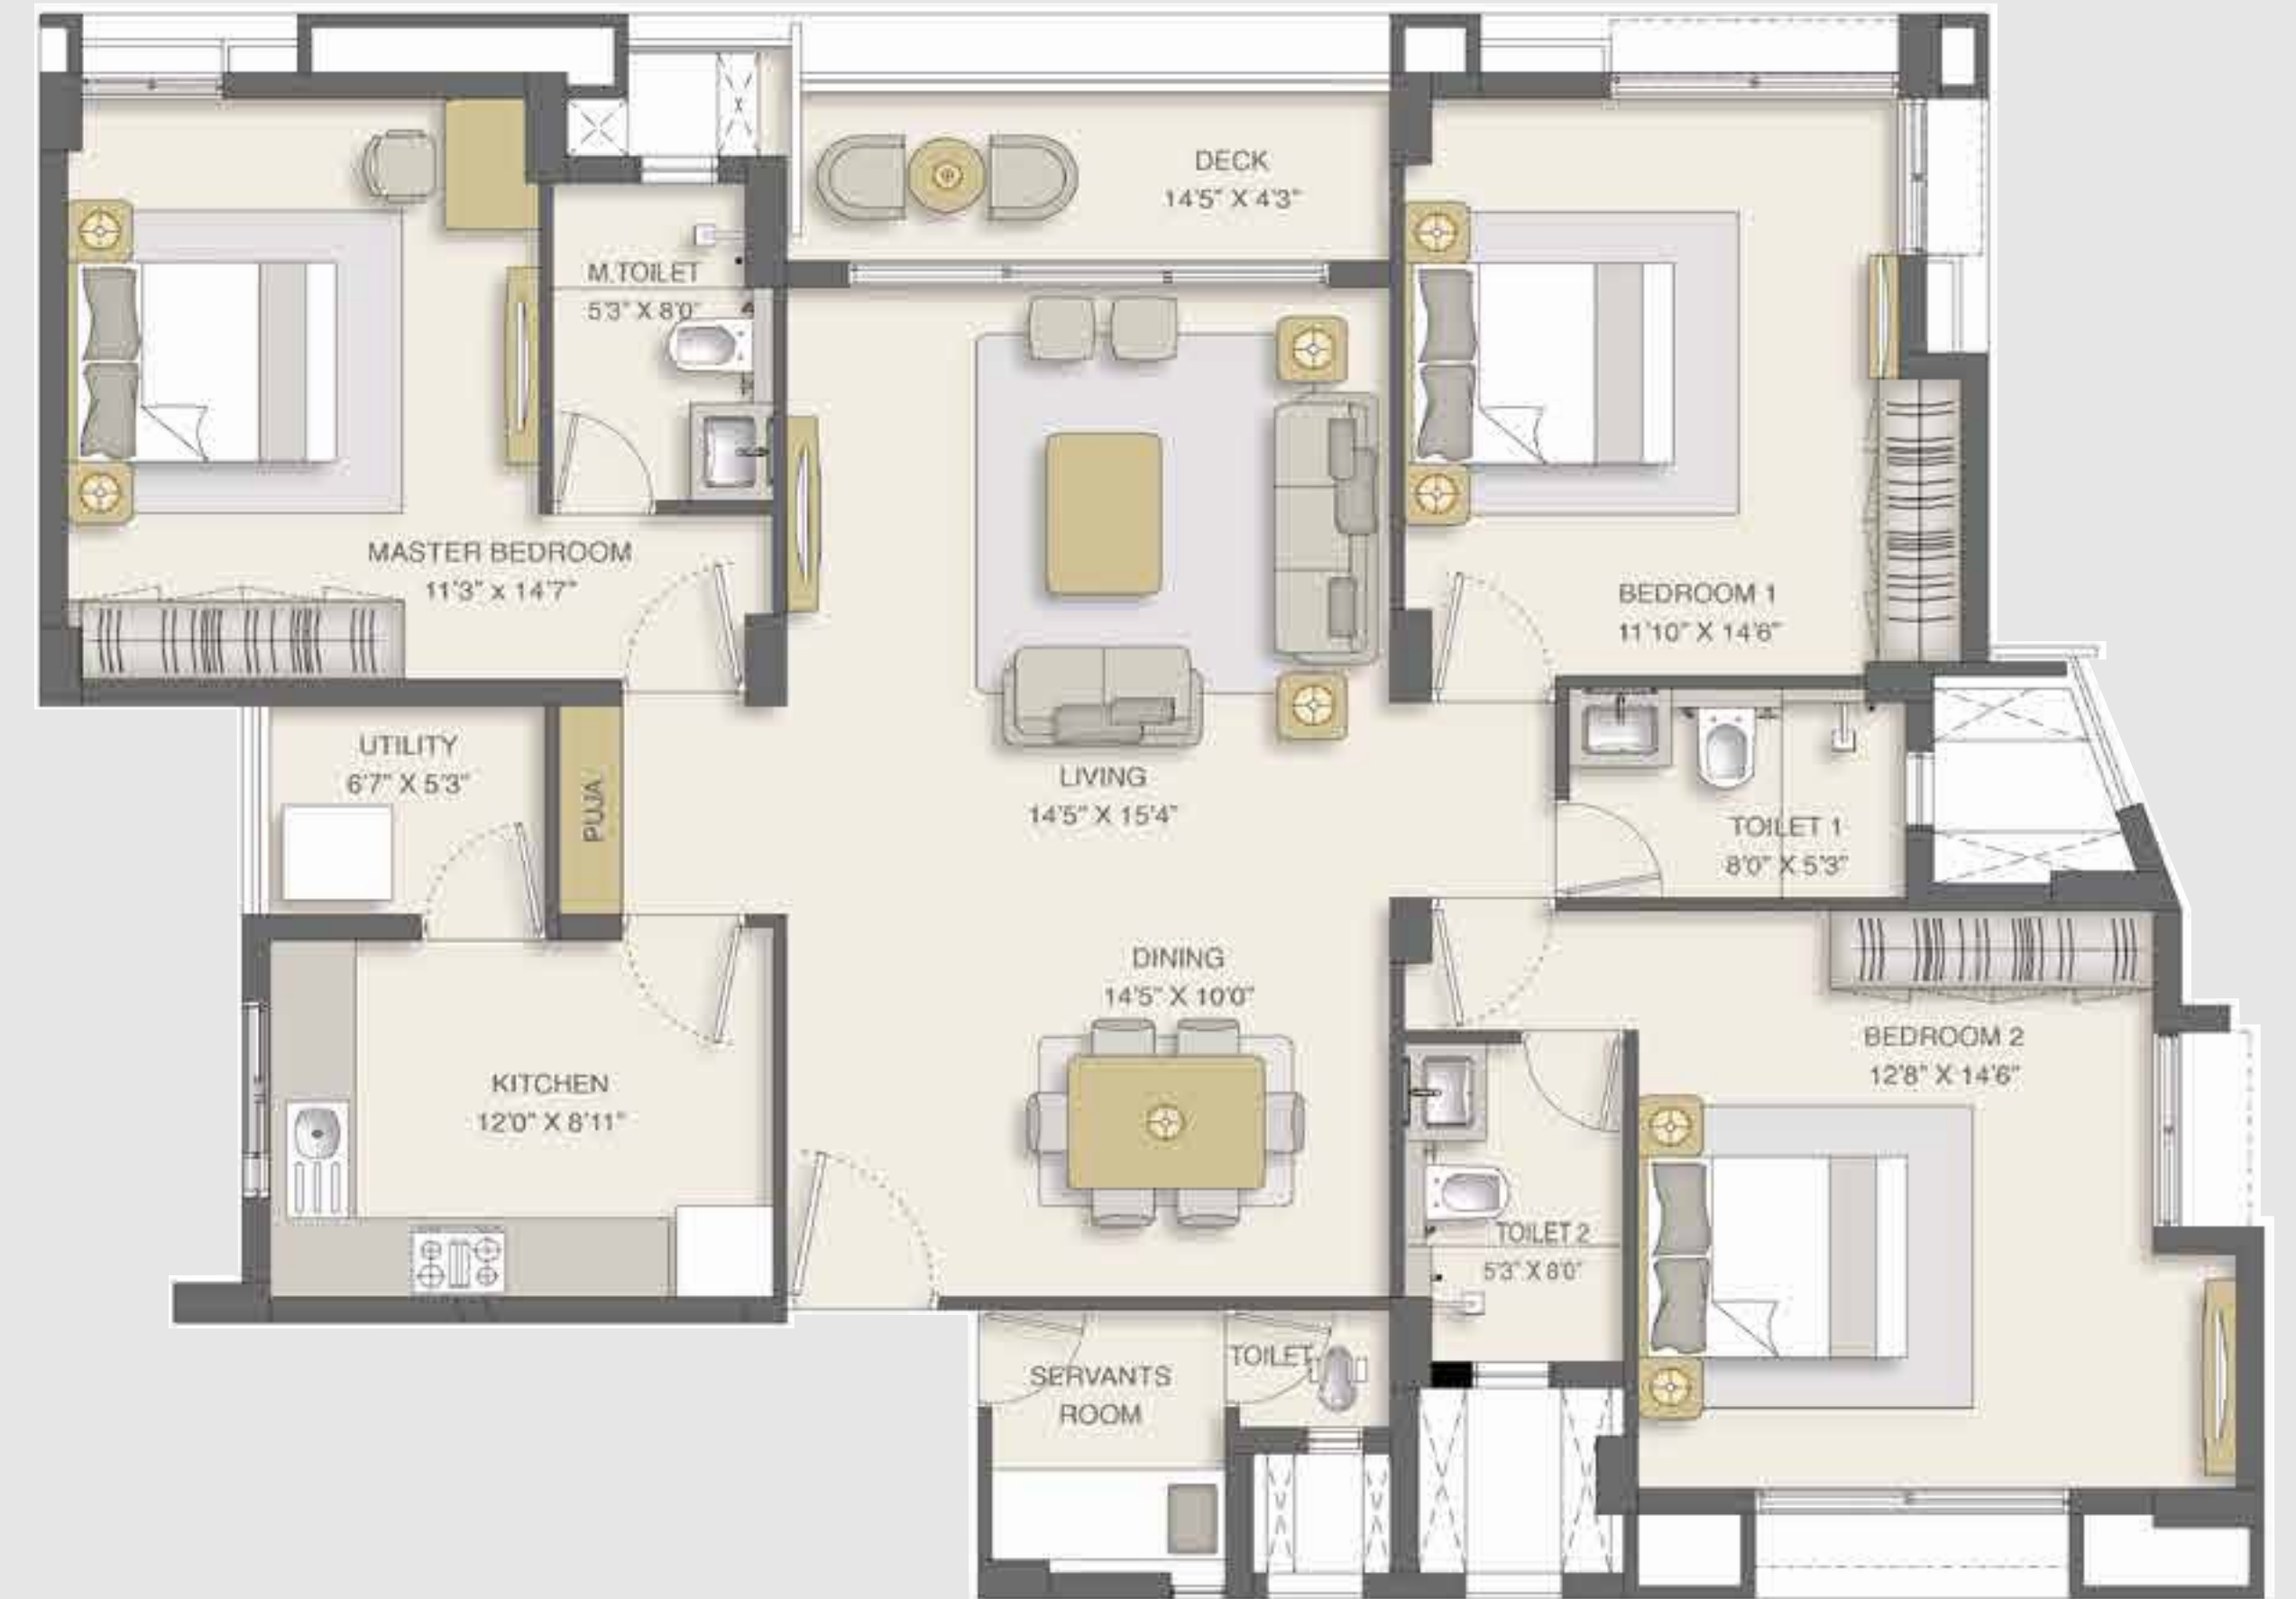 DECK
14'5" X 4'3"
M.TOILET
5'3" X 8'0"
MASTER BEDROOM
11'3" x 14'7"
BEDROOM 1
11'10" X 14'6"
UTILITY
6'7" X 5'3"
PUJA
LIVING
14'5" X 15'4"
TOILET 1
8'0" X 5'3"
DINING
14'5" X 10'0"
BEDROOM 2
12'8" X 14'6"
KITCHEN
12'0" X 8'11"
TOILET 2
5'3" X 8'0"
TOILET
SERVANTS
ROOM